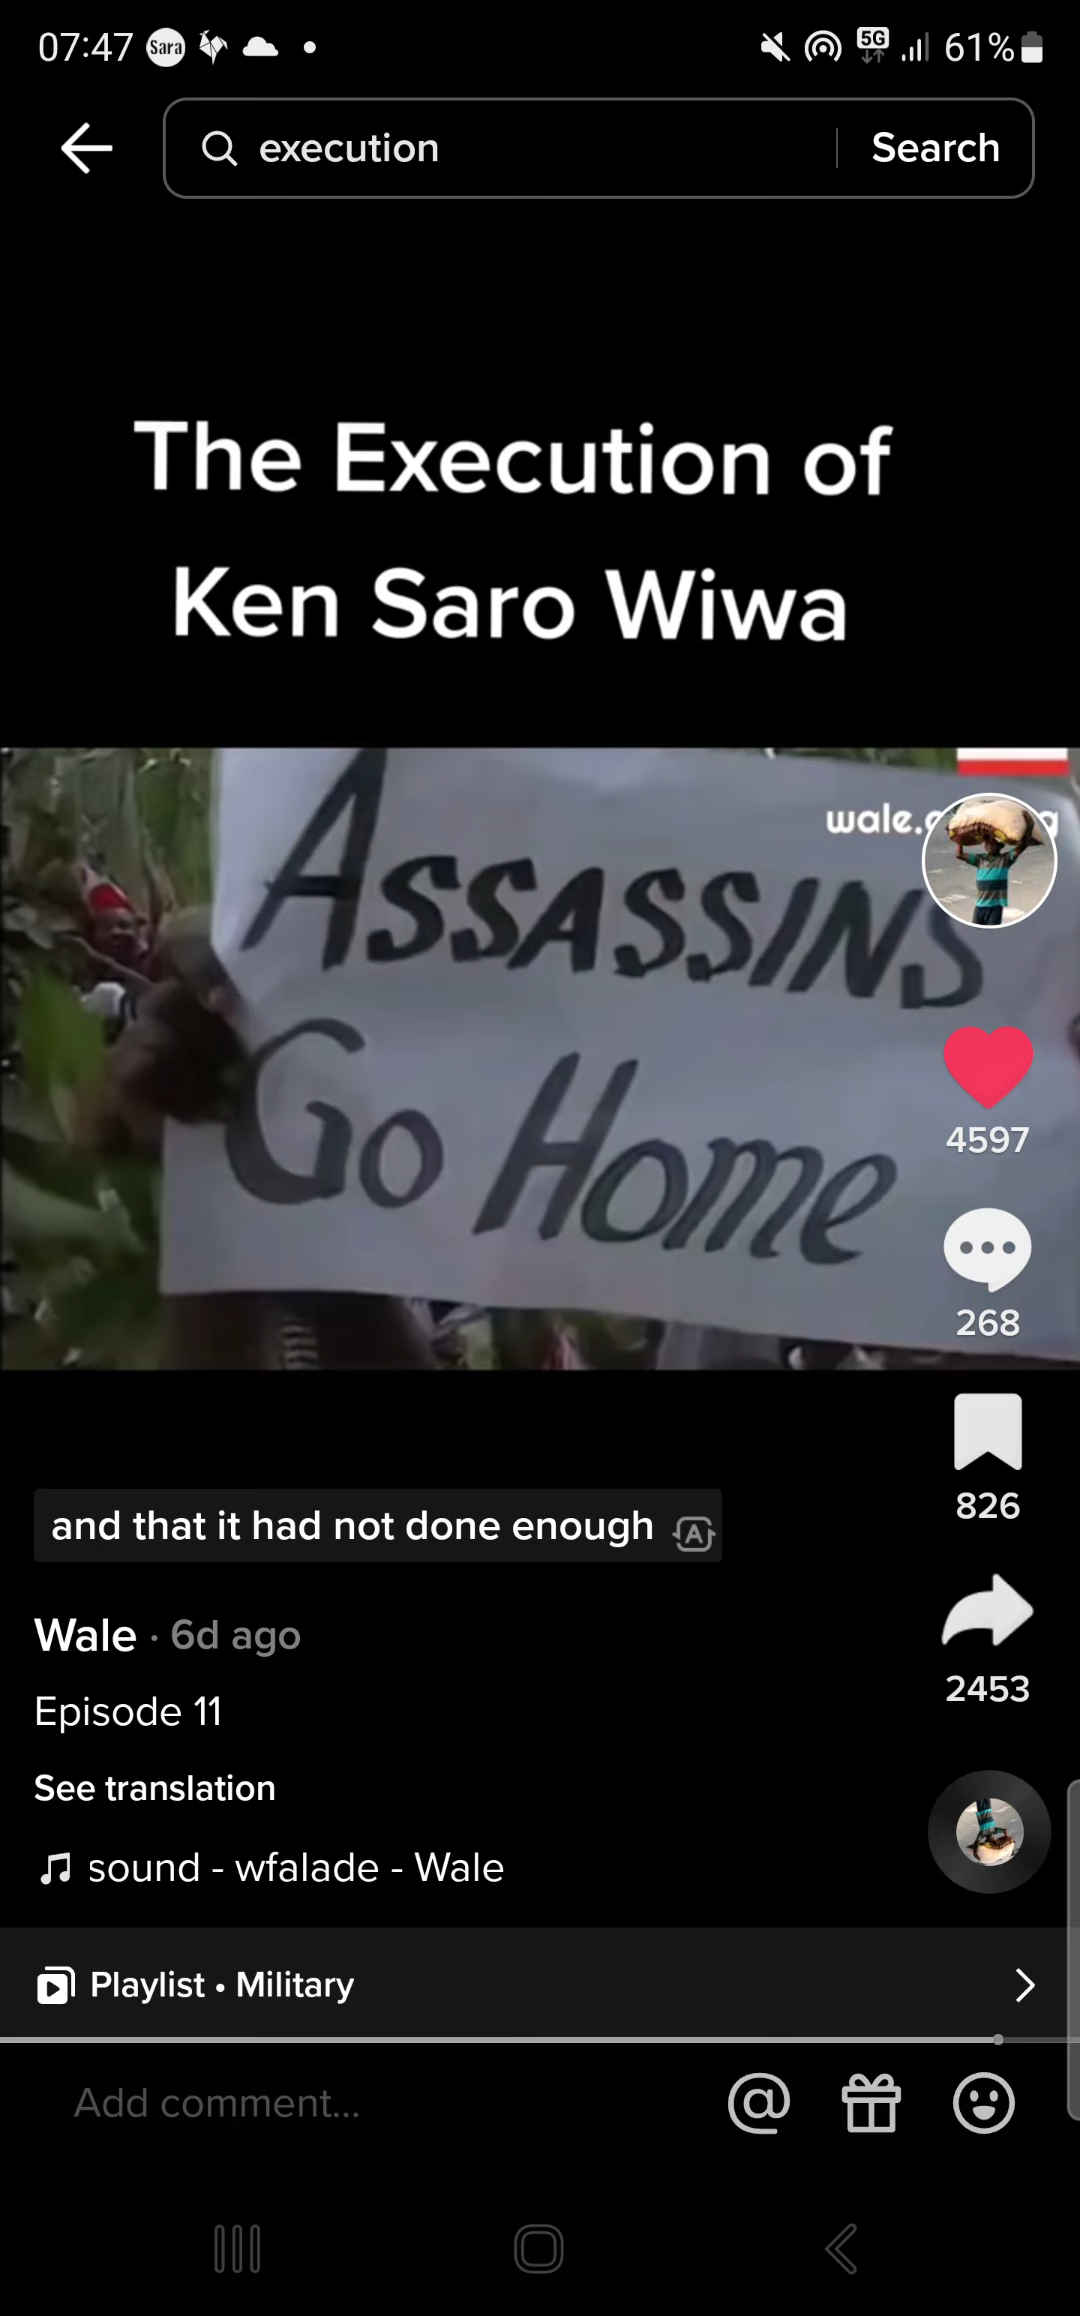 07:47 Sara 5G 61%
execution Search
The Execution of
Ken Saro Wiwa
ASSASSINS
Go Home
4597
268
826
and that it had not done enough A
Wale · 6d ago
2453
Episode 11
See translation
sound - wfalade - Wale
Playlist • Military
Add comment... @